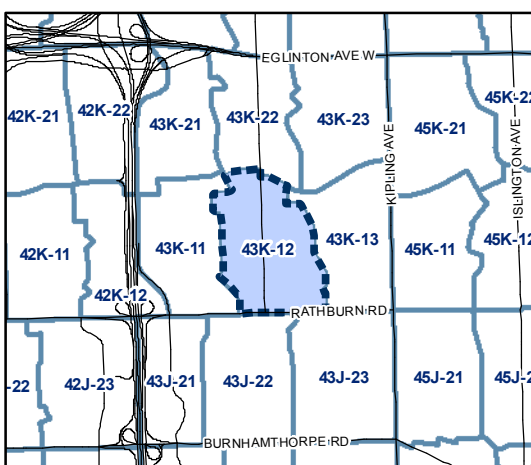 EGLINTON AVE W
42K-21
42K-22
43K-21
43K-22
43K-23
45K-21
45K-22
KIPLING AVE
ISLINGTON AVE
42K-11
42K-12
43K-11
43K-12
43K-13
45K-11
45K-12
RATHBURN RD
-22
42J-23
43J-21
43J-22
43J-23
45J-21
45J-2
BURNHAMTHORPE RD